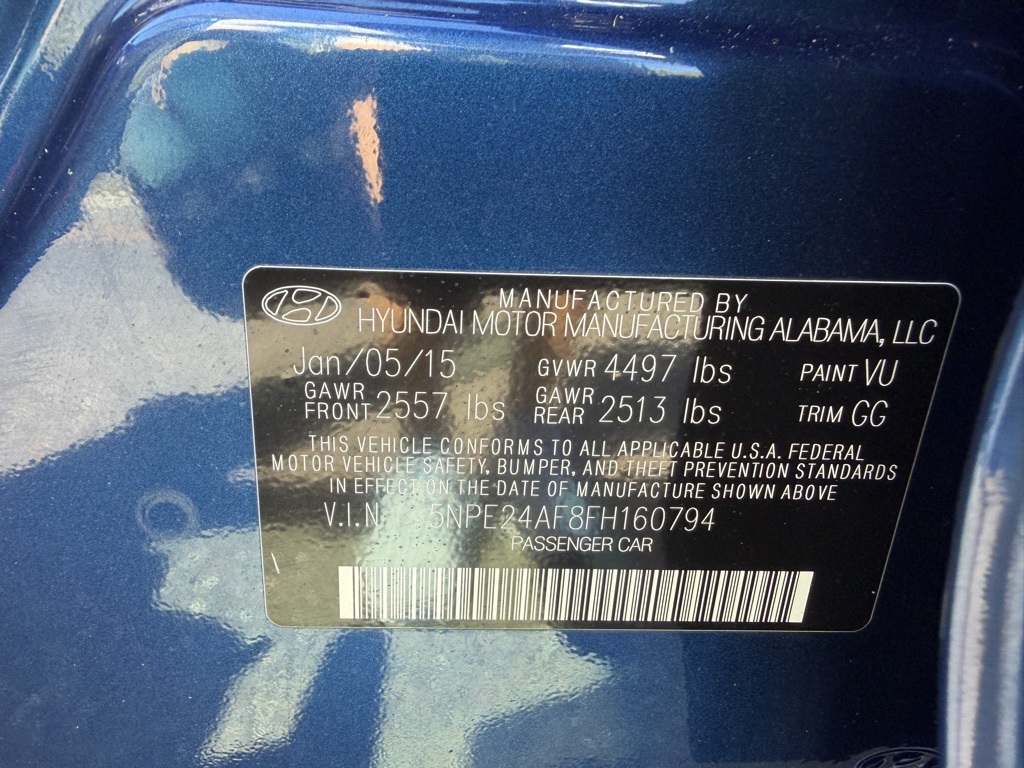 MANUFACTURED BY
HYUNDAI MOTOR MANUFACTURING ALABAMA, LLC
Jan/05/15 GVWR 4497 lbs PAINT VU
GAWR FRONT 2557 lbs GAWR REAR 2513 lbs TRIM GG
THIS VEHICLE CONFORMS TO ALL APPLICABLE U.S.A. FEDERAL
MOTOR VEHICLE SAFETY, BUMPER, AND THEFT PREVENTION STANDARDS
IN EFFECT ON THE DATE OF MANUFACTURE SHOWN ABOVE
V.I.N 5NPE24AF8FH160794
PASSENGER CAR